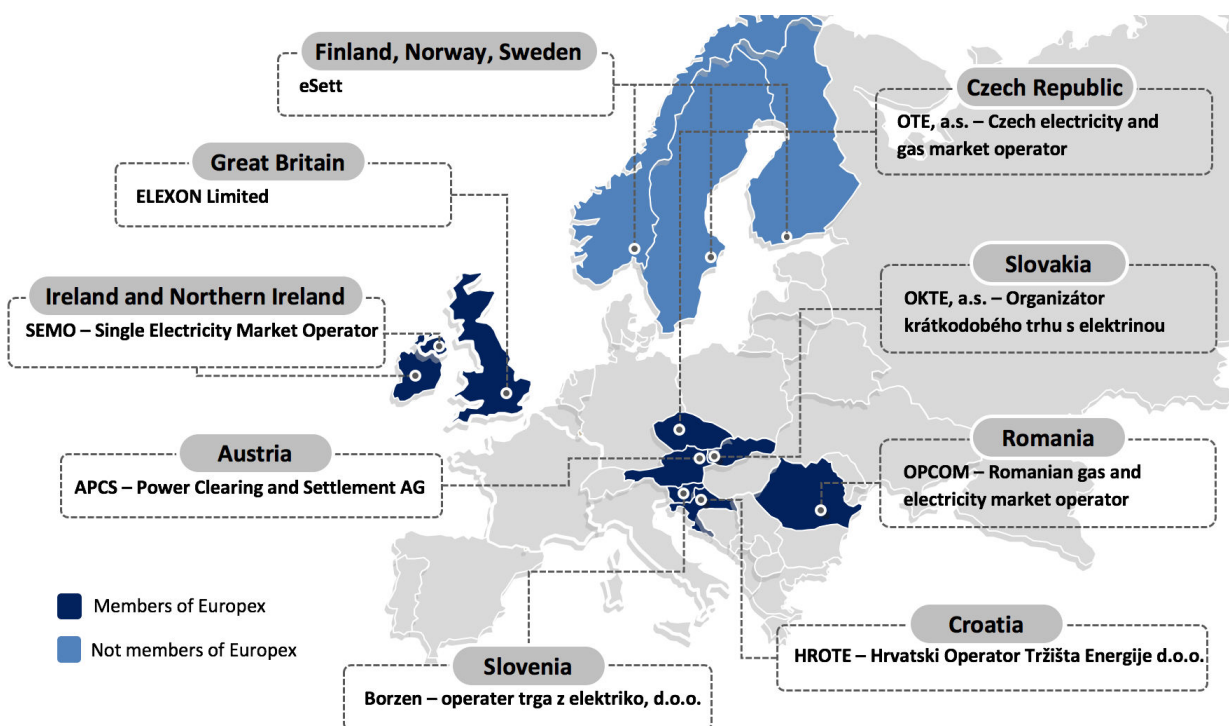 Finland, Norway, Sweden
eSett
Czech Republic
OTE, a.s. – Czech electricity and
gas market operator
Great Britain
ELEXON Limited
Slovakia
OKTE, a.s. – Organizátor
krátkodobého trhu s elektrinou
Ireland and Northern Ireland
SEMO – Single Electricity Market Operator
Austria
APCS – Power Clearing and Settlement AG
Romania
OPCOM – Romanian gas and
electricity market operator
Members of Europex
Not members of Europex
Croatia
HROTE – Hrvatski Operator Tržišta Energije d.o.o.
Slovenia
Borzen – operater trga z elektriko, d.o.o.